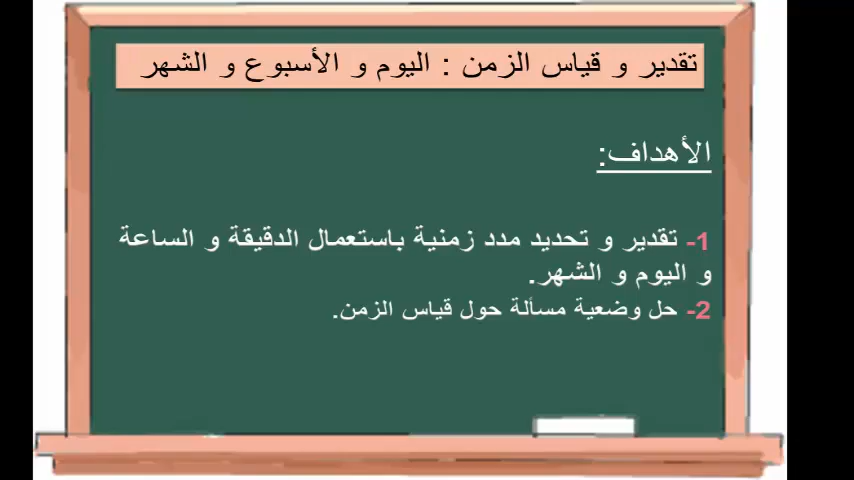 تقدير و قياس الزمن : اليوم و الأسبوع و الشهر
الأهداف:
1- تقدير و تحديد مدد زمنية باستعمال الدقيقة و الساعة
و اليوم و الشهر.
2- حل وضعية مسألة حول قياس الزمن.